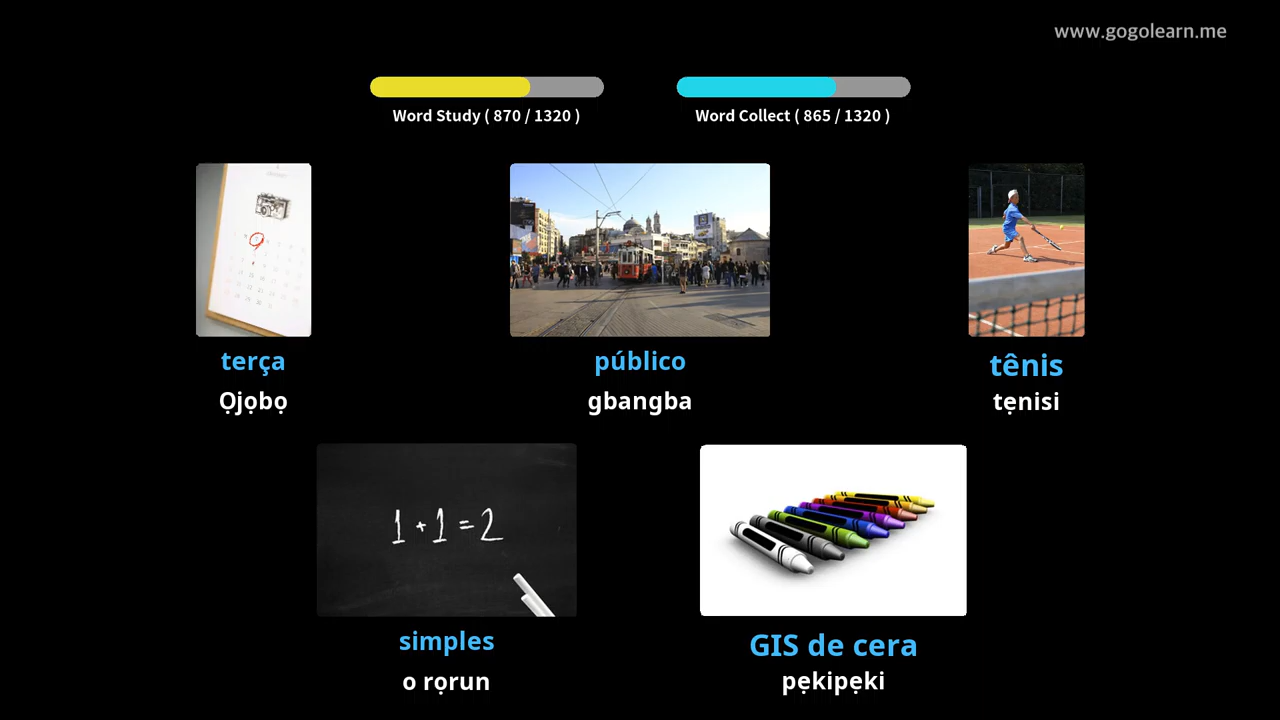 www.gogolearn.me
Word Study ( 870 / 1320 )
Word Collect ( 865 / 1320 )
terça
público
tênis
Ọjọbọ
gbangba
tẹnisi
1 + 1 = 2
simples
GIS de cera
o rọrun
pẹkipẹki